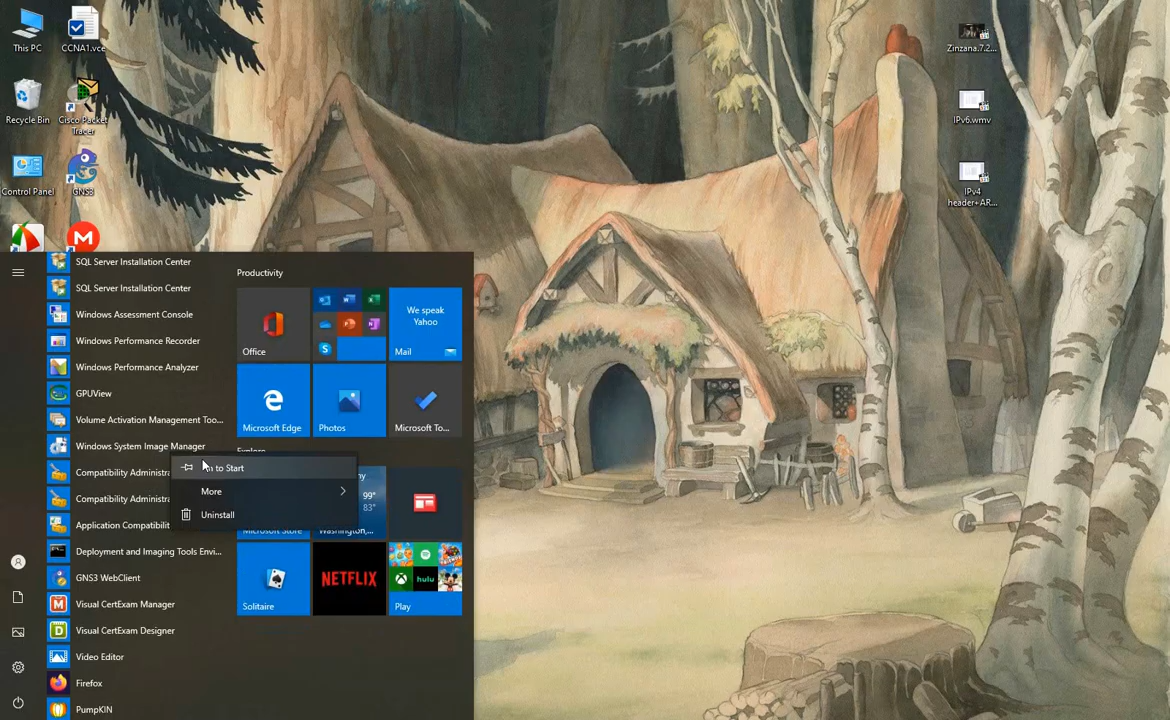 This PC
CCNA1.vce
Recycle Bin
Cisco Packet
Tracer
Control Panel
GNS3
Zinzana.7.2...
IPv6.wmv
IPv4
header+AR...
SQL Server Installation Center
SQL Server Installation Center
Windows Assessment Console
Windows Performance Recorder
Windows Performance Analyzer
GPUView
Volume Activation Management Too...
Windows System Image Manager
Compatibility Administra
Compatibility Administra
Application Compatibilit
Deployment and Imaging Tools Envi...
GNS3 WebClient
Visual CertExam Manager
Visual CertExam Designer
Video Editor
Firefox
PumpKIN
to Start
More
Uninstall
Productivity
Office
We speak
Yahoo
Mail
Microsoft Edge
Photos
Microsoft To...
Explore
99°
83°
Microsoft Store
Washington,...
Solitaire
NETFLIX
hulu
Play